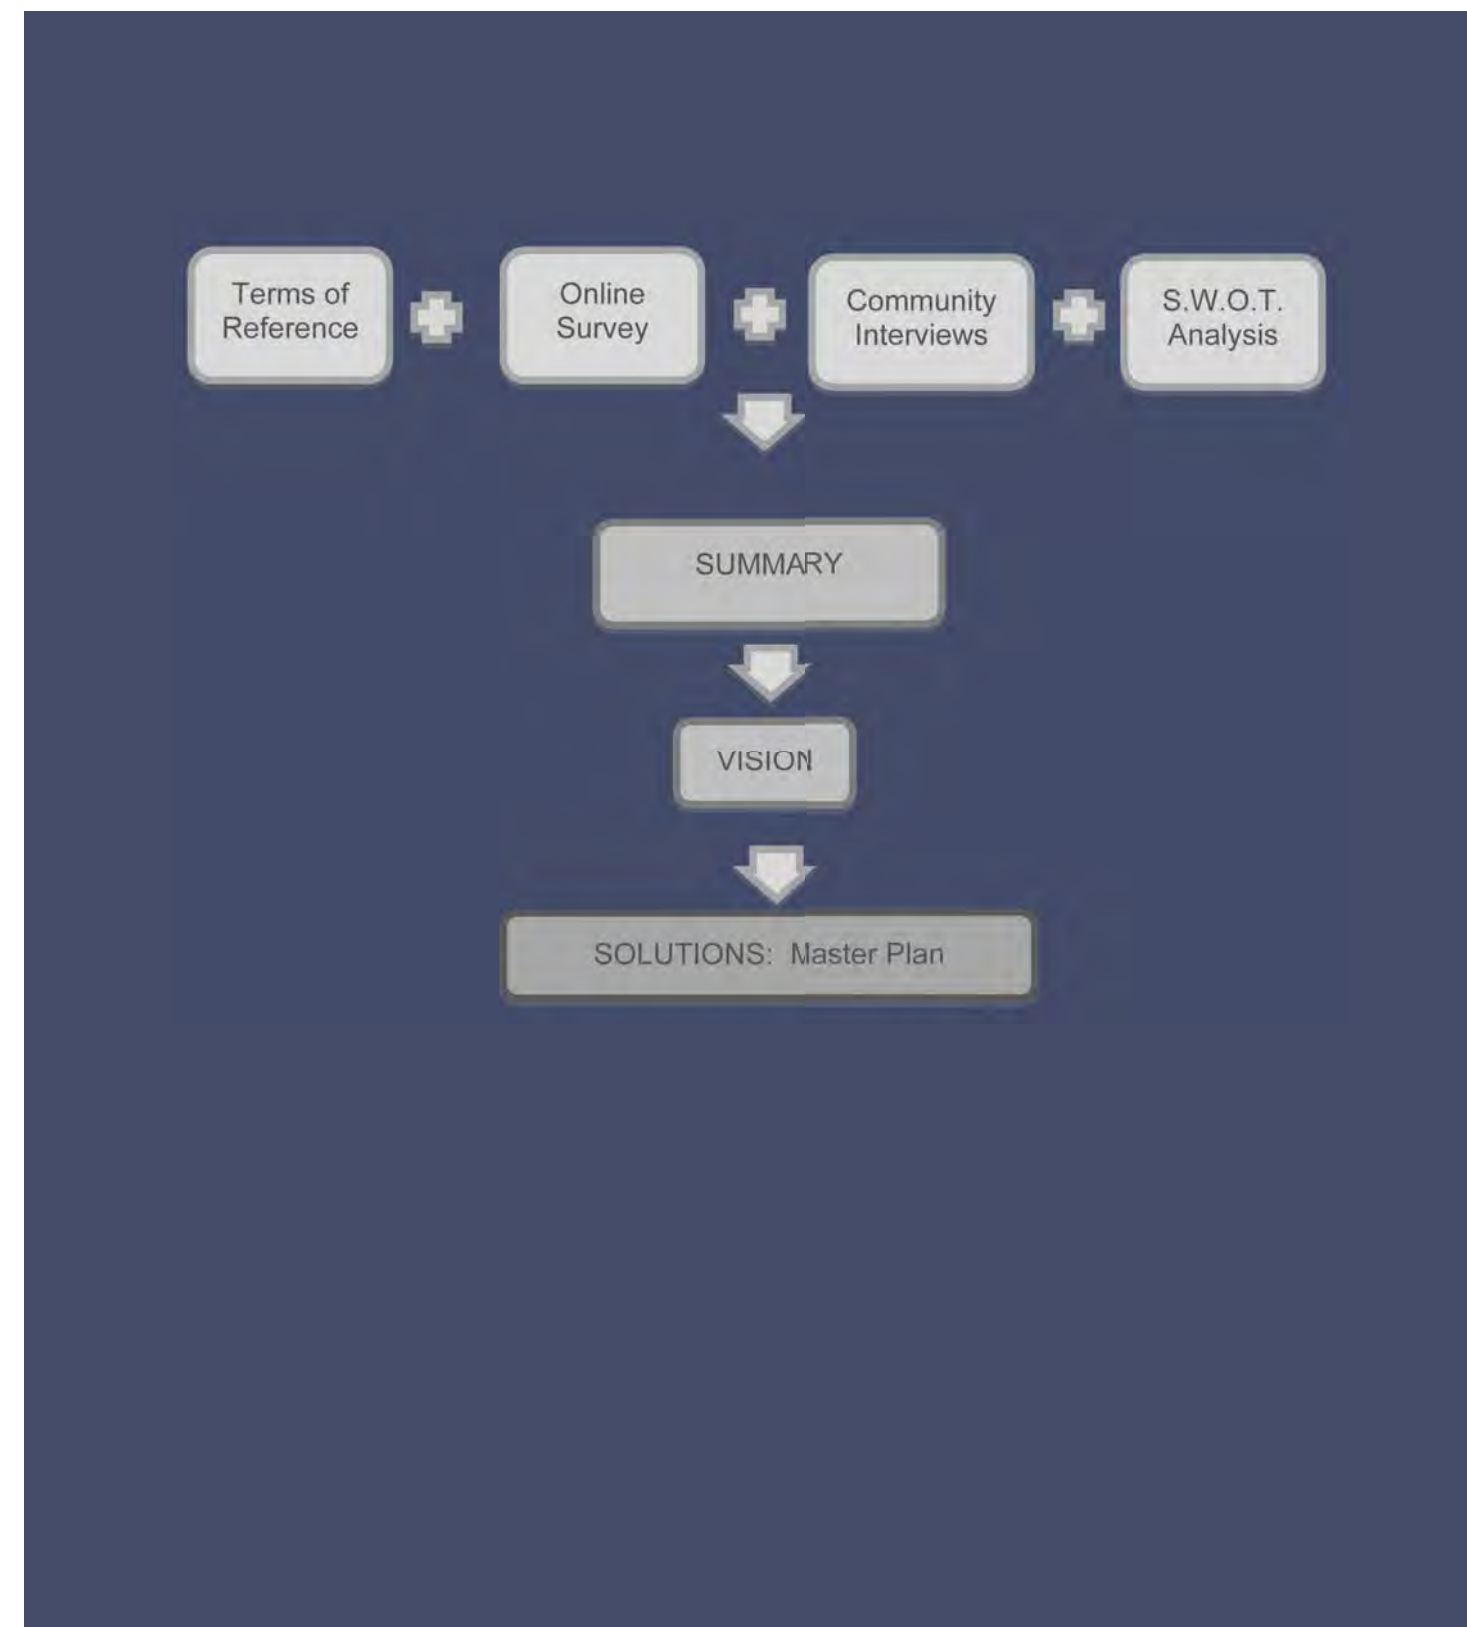 Terms of
Reference
Online
Survey
Community
Interviews
S.W.O.T.
Analysis
SUMMARY
VISION
SOLUTIONS: Master Plan